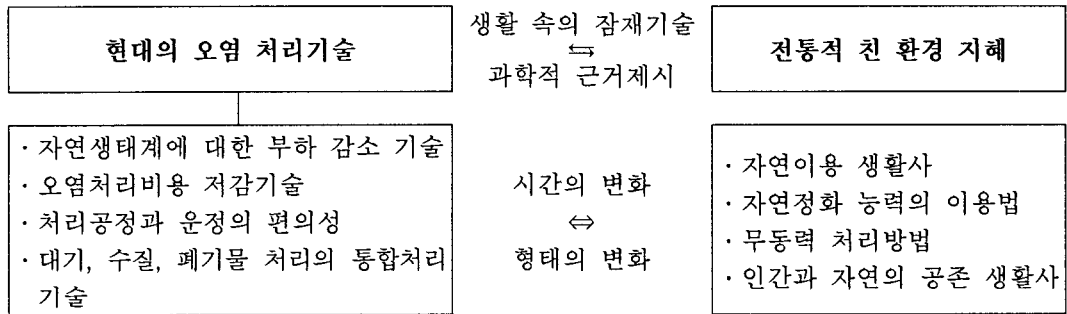 현대의 오염 처리기술
생활 속의 잠재기술
⇆
과학적 근거제시
전통적 친 환경 지혜
· 자연생태계에 대한 부하 감소 기술
· 오염처리비용 저감기술
· 처리공정과 운정의 편의성
· 대기, 수질, 폐기물 처리의 통합처리
기술
시간의 변화
⇔
형태의 변화
· 자연이용 생활사
· 자연정화 능력의 이용법
· 무동력 처리방법
· 인간과 자연의 공존 생활사